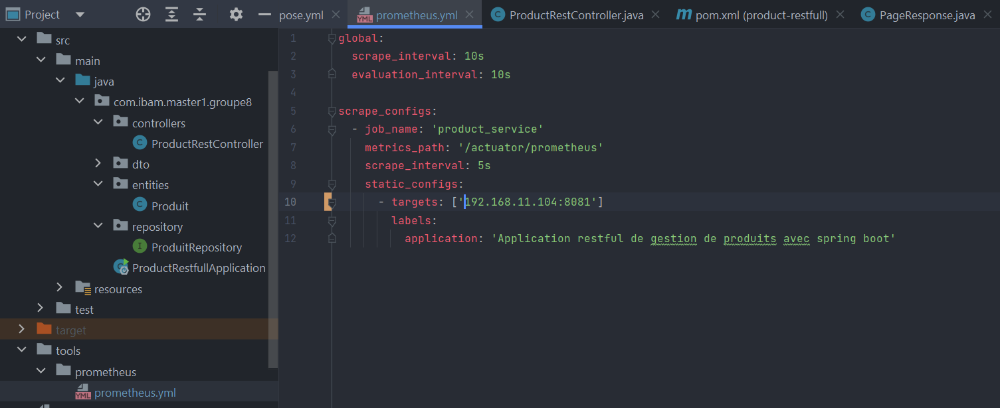 Project
pose.yml
prometheus.yml
ProductRestController.java
pom.xml (product-restfull)
PageResponse.java
src
main
java
com.ibam.master1.groupe8
controllers
ProductRestController
dto
entities
Produit
repository
ProduitRepository
ProductRestfullApplication
resources
test
target
tools
prometheus
prometheus.yml
1 global:
2 scrape_interval: 10s
3 evaluation_interval: 10s
4
5 scrape_configs:
6 - job_name: 'product_service'
7 metrics_path: '/actuator/prometheus'
8 scrape_interval: 5s
9 static_configs:
10 - targets: ['192.168.11.104:8081']
11 labels:
12 application: 'Application restful de gestion de produits avec spring boot'